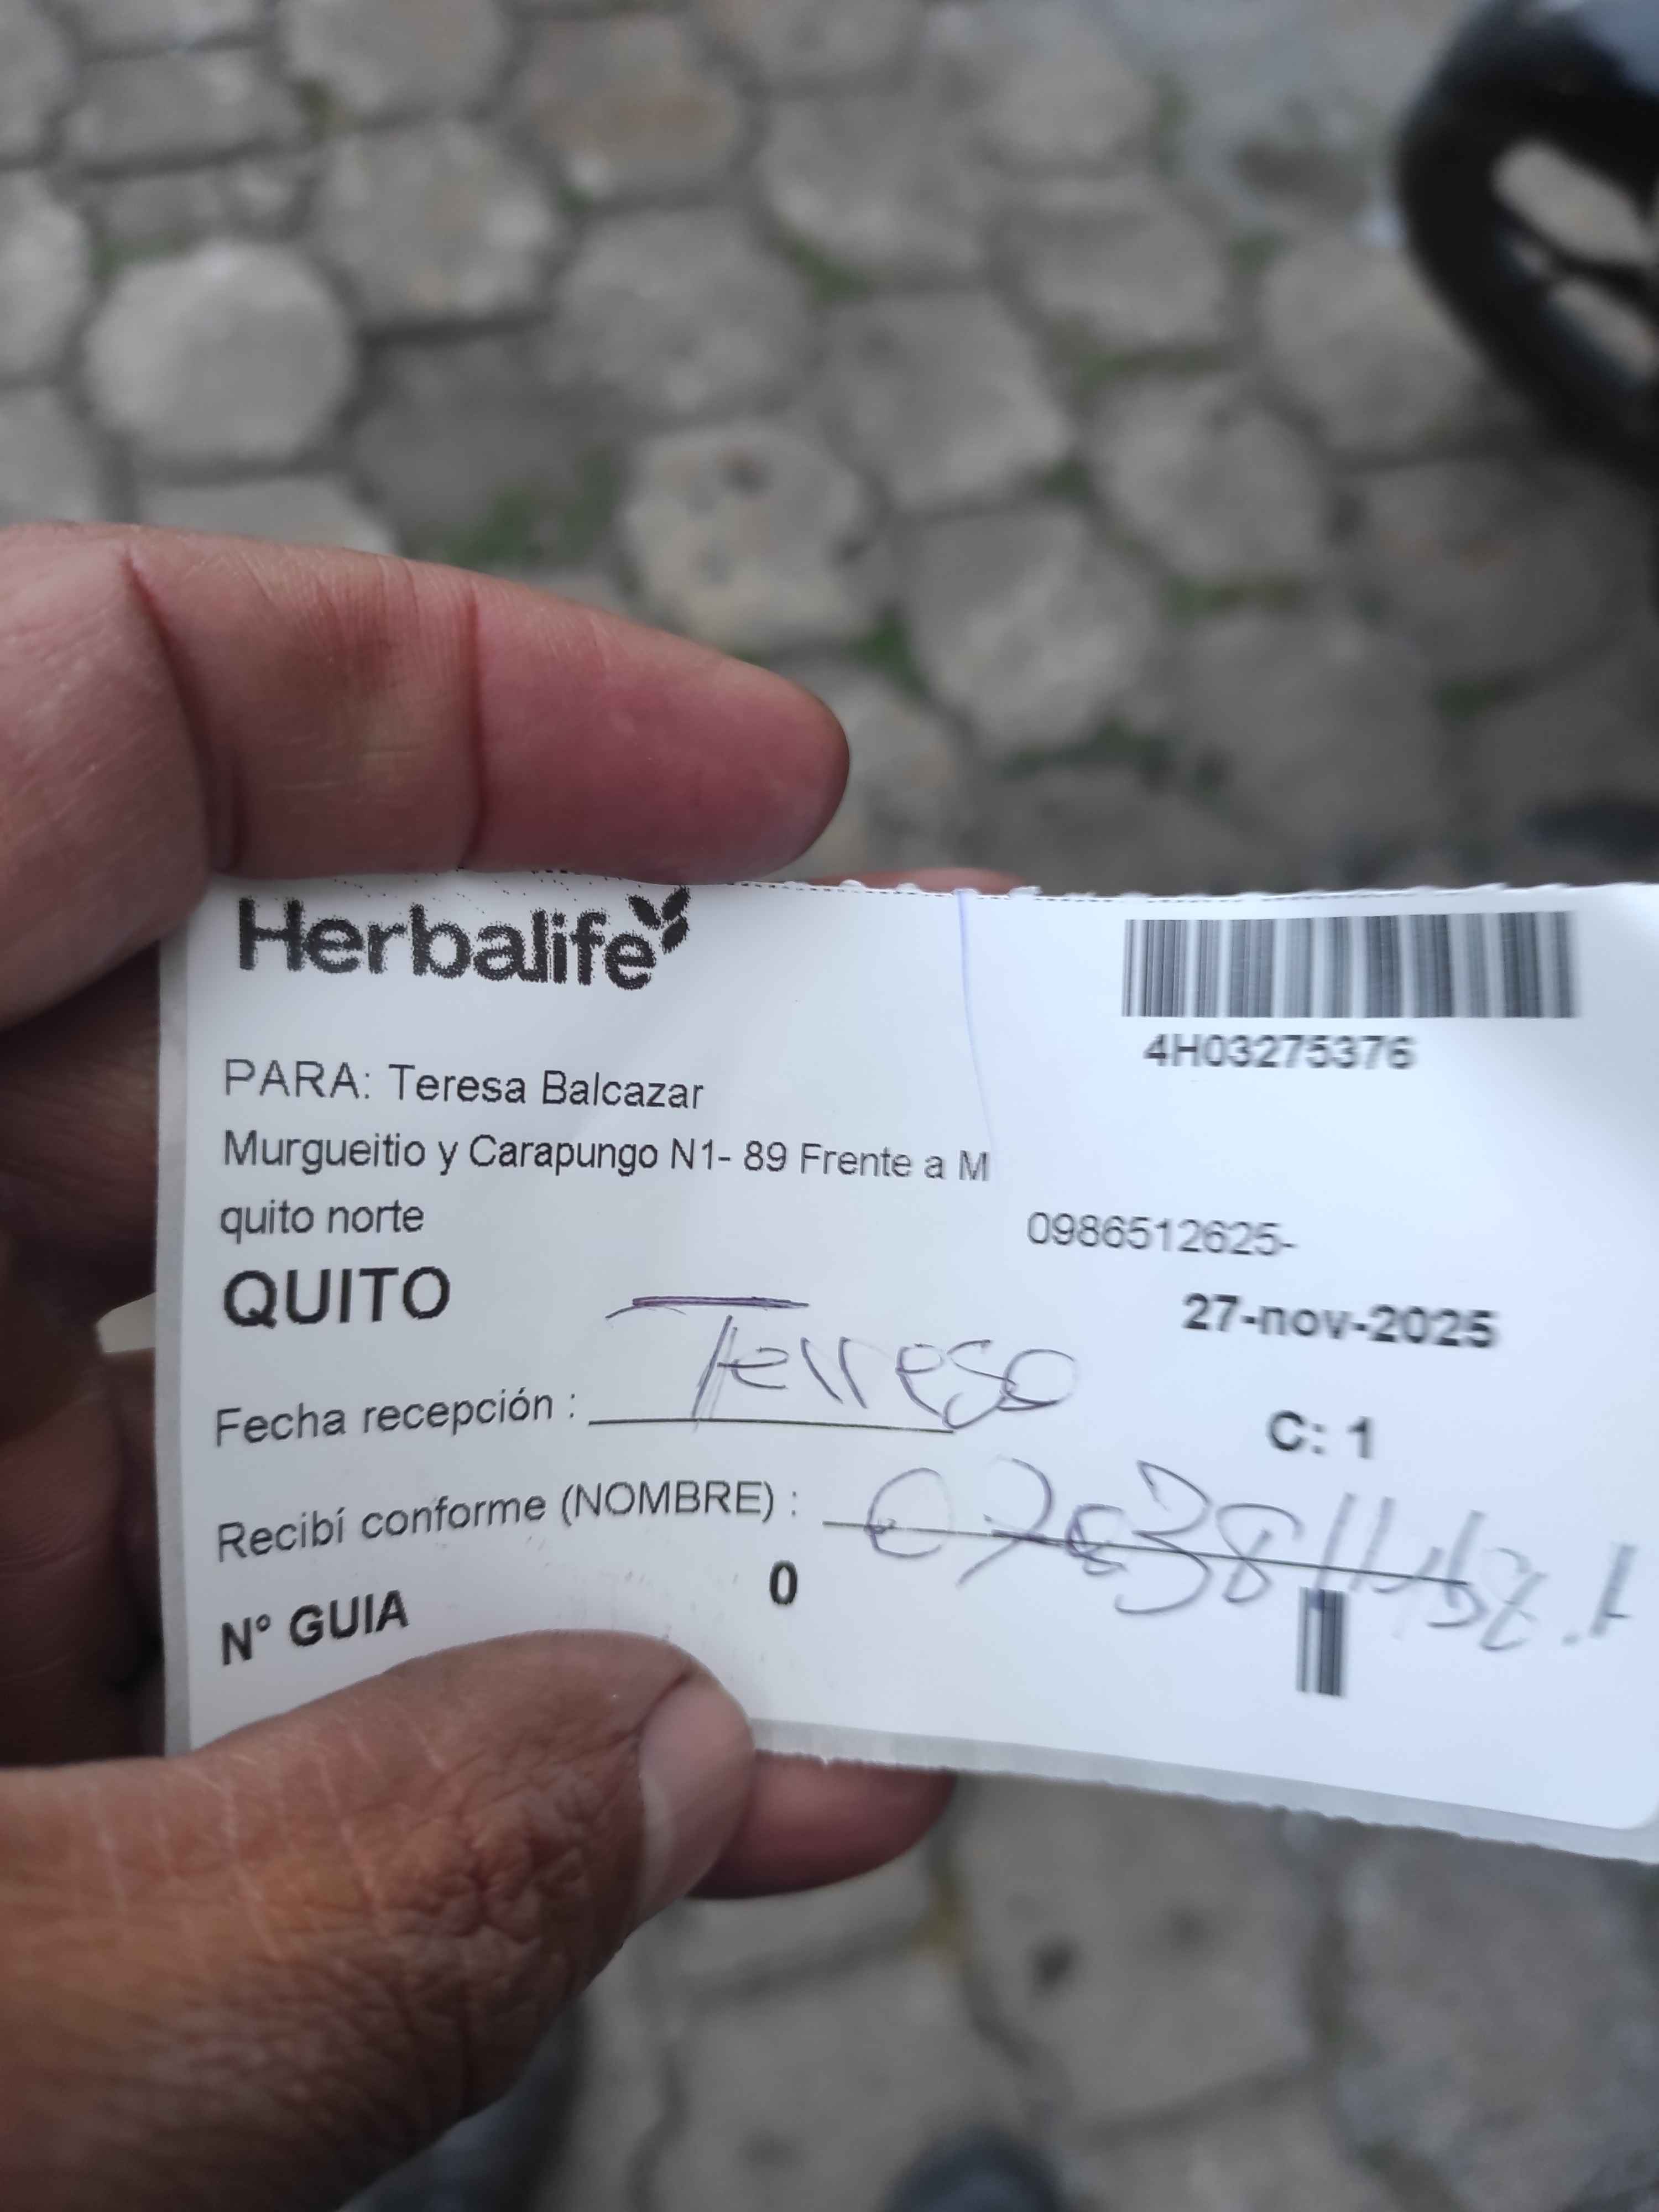 Herbalife
4H03275376
PARA: Teresa Balcazar
Murgueitio y Carapungo N1- 89 Frente a M
quito norte
0986512625-
QUITO
27-nov-2025
Fecha recepción : Terresa
C: 1
Recibí conforme (NOMBRE) :
N° GUIA 0